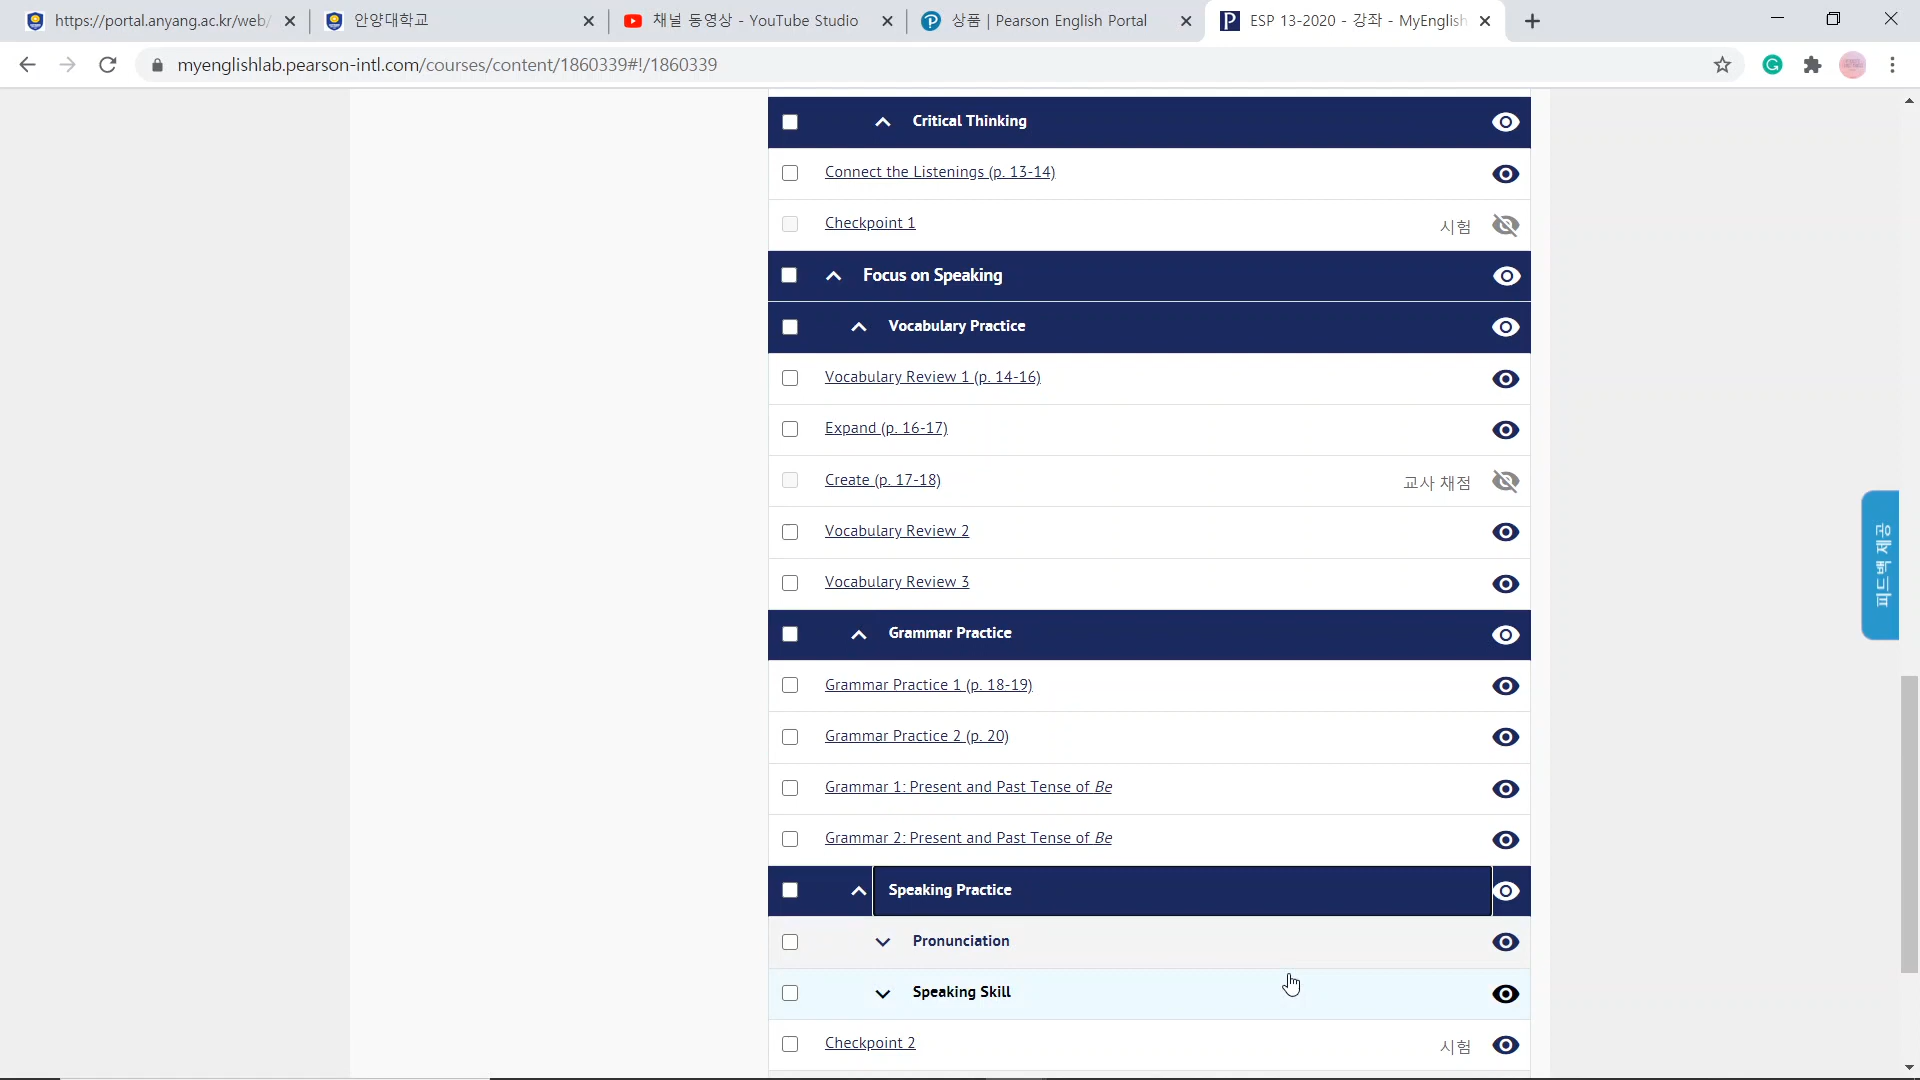 https://portal.anyang.ac.kr/web/
안양대학교
채널 동영상 - YouTube Studio
상품 | Pearson English Portal
ESP 13-2020 - 강좌 - MyEnglish
myenglishlab.pearson-intl.com/courses/content/1860339#!/1860339
Critical Thinking
Connect the Listenings (p. 13-14)
Checkpoint 1 시험
Focus on Speaking
Vocabulary Practice
Vocabulary Review 1 (p. 14-16)
Expand (p. 16-17)
Create (p. 17-18) 교사 채점
Vocabulary Review 2
Vocabulary Review 3
Grammar Practice
Grammar Practice 1 (p. 18-19)
Grammar Practice 2 (p. 20)
Grammar 1: Present and Past Tense of Be
Grammar 2: Present and Past Tense of Be
Speaking Practice
Pronunciation
Speaking Skill
Checkpoint 2 시험
피드백 제공